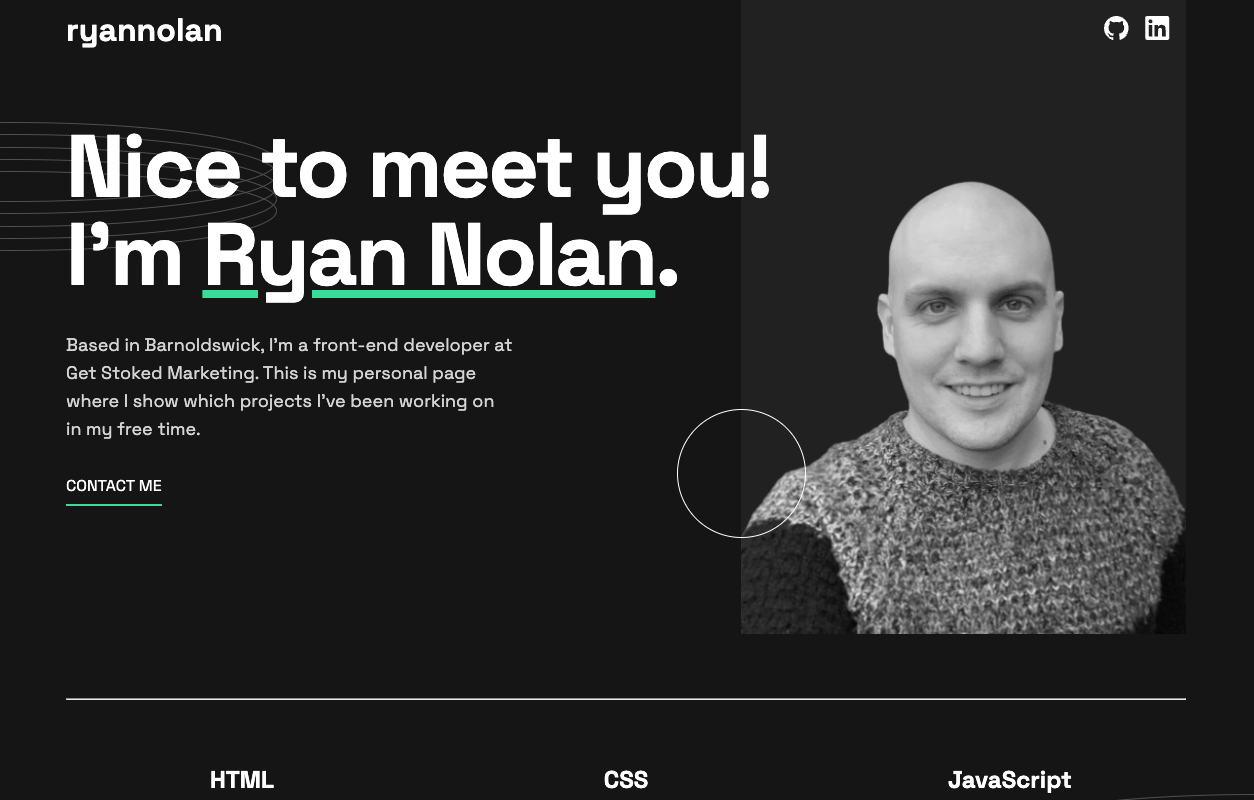 ryannolan
Nice to meet you!
I'm Ryan Nolan.
Based in Barnoldswick, I'm a front-end developer at
Get Stoked Marketing. This is my personal page
where I show which projects I've been working on
in my free time.
CONTACT ME
HTML
CSS
JavaScript